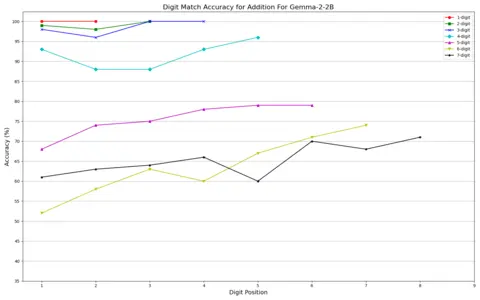 Digit Match Accuracy for Addition For Gemma-2-2B
1-digit
2-digit
3-digit
4-digit
5-digit
6-digit
7-digit
100
95
90
85
80
75
70
65
60
55
50
45
40
35
Accuracy (%)
1 2 3 4 5 6 7 8 9
Digit Position